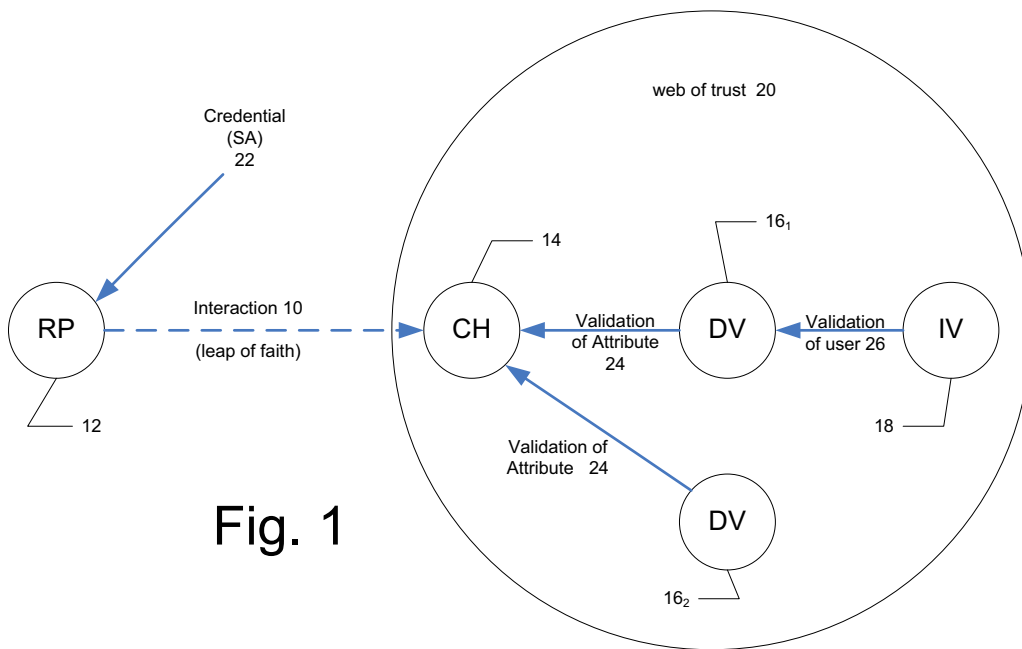 web of trust 20
Credential
(SA)
22
16₁
14
RP
Interaction 10
(leap of faith)
CH
Validation
of Attribute
24
DV
Validation
of user 26
IV
12
18
Validation of
Attribute 24
DV
Fig. 1
16₂